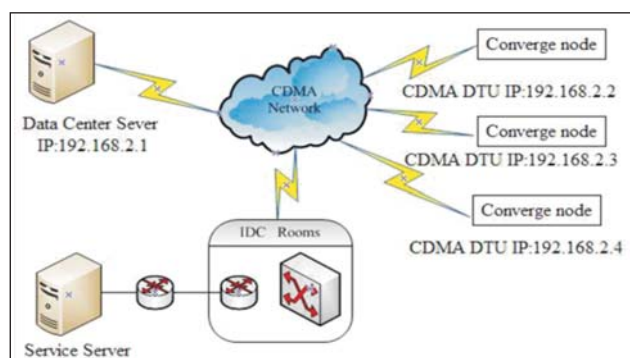 Converge node
CDMA DTU IP:192.168.2.2
CDMA
Network
Data Center Sever
IP:192.168.2.1
Converge node
CDMA DTU IP:192.168.2.3
Converge node
CDMA DTU IP:192.168.2.4
IDC Rooms
Service Server